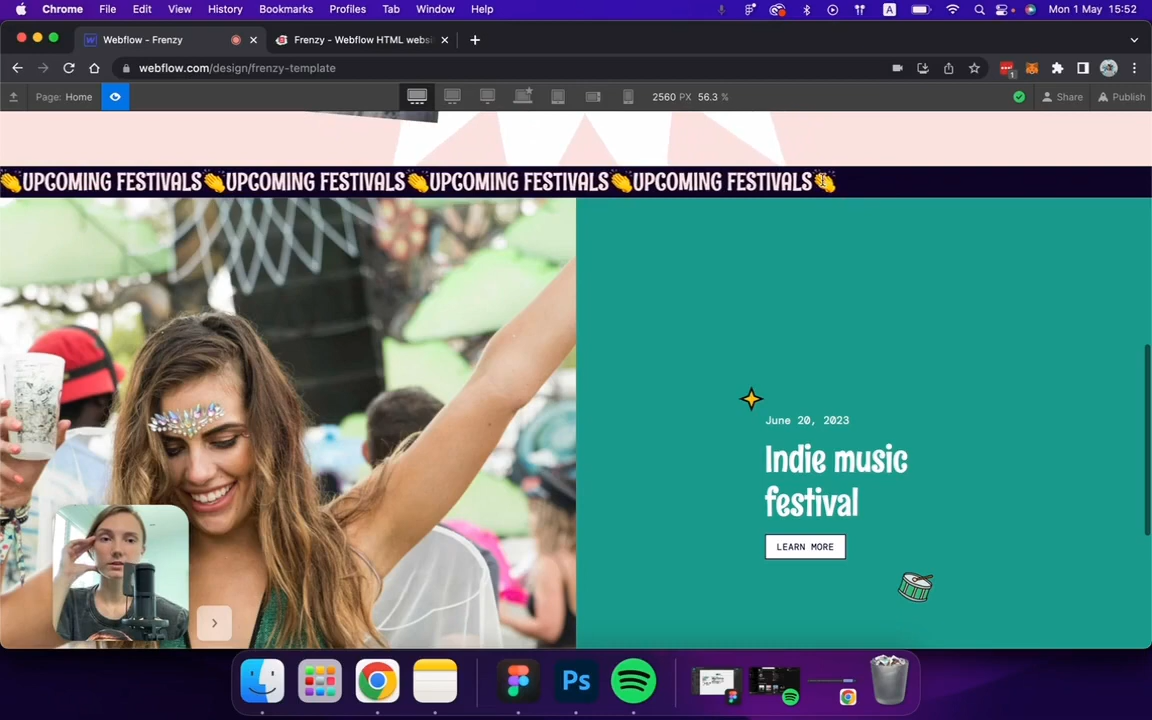 Chrome File Edit View History Bookmarks Profiles Tab Window Help A Mon 1 May 15:52
Webflow - Frenzy Frenzy - Webflow HTML websi
webflow.com/design/frenzy-template 1
Page: Home 2560 PX 56.3 % Share Publish
UPCOMING FESTIVALS UPCOMING FESTIVALS UPCOMING FESTIVALS UPCOMING FESTIVALS
June 20, 2023
Indie music
festival
LEARN MORE
Ps